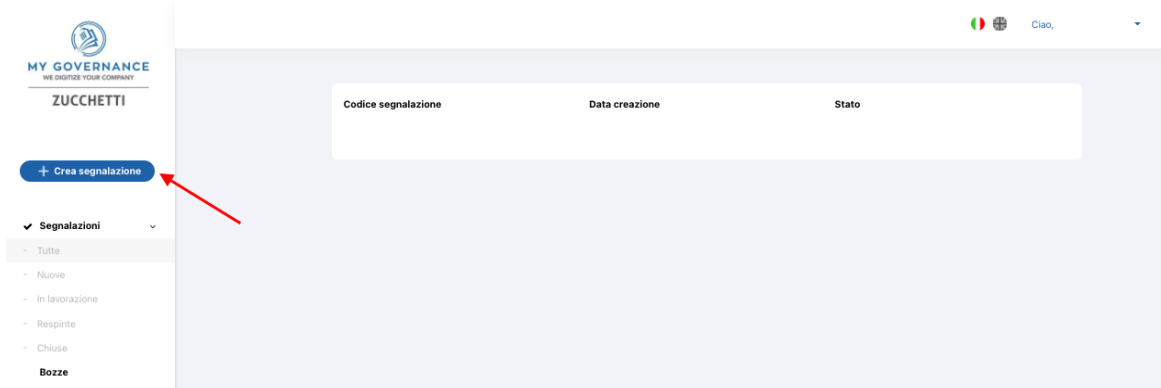 MY GOVERNANCE
WE DIGITIZE YOUR COMPANY
ZUCCHETTI
Ciao,
Codice segnalazione Data creazione Stato
+ Crea segnalazione
Segnalazioni
- Tutte
- Nuove
- In lavorazione
- Respinte
- Chiuse
Bozze